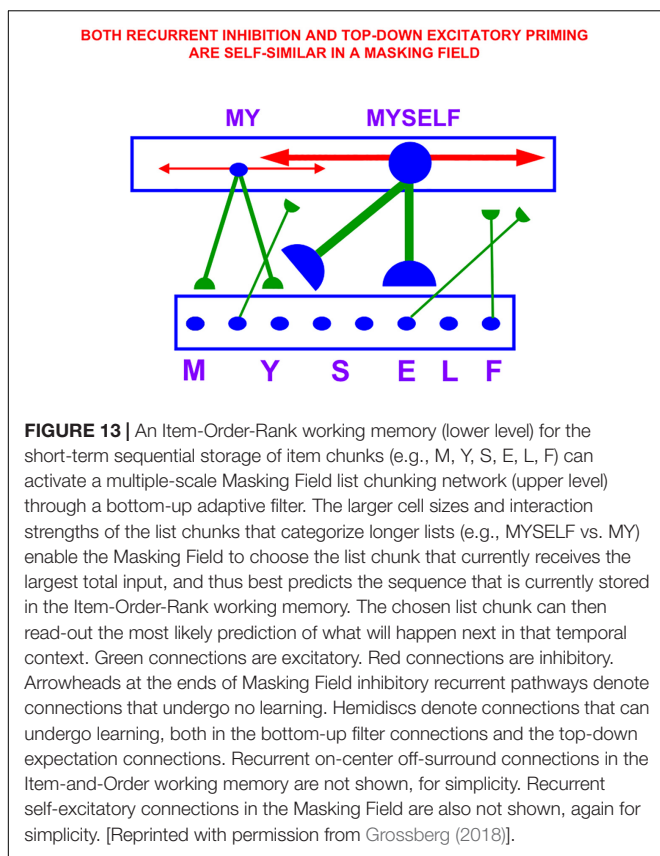 BOTH RECURRENT INHIBITION AND TOP-DOWN EXCITATORY PRIMING
ARE SELF-SIMILAR IN A MASKING FIELD
MY MYSELF
M Y S E L F
FIGURE 13 | An Item-Order-Rank working memory (lower level) for the
short-term sequential storage of item chunks (e.g., M, Y, S, E, L, F) can
activate a multiple-scale Masking Field list chunking network (upper level)
through a bottom-up adaptive filter. The larger cell sizes and interaction
strengths of the list chunks that categorize longer lists (e.g., MYSELF vs. MY)
enable the Masking Field to choose the list chunk that currently receives the
largest total input, and thus best predicts the sequence that is currently stored
in the Item-Order-Rank working memory. The chosen list chunk can then
read-out the most likely prediction of what will happen next in that temporal
context. Green connections are excitatory. Red connections are inhibitory.
Arrowheads at the ends of Masking Field inhibitory recurrent pathways denote
connections that undergo no learning. Hemidiscs denote connections that can
undergo learning, both in the bottom-up filter connections and the top-down
expectation connections. Recurrent on-center off-surround connections in the
Item-and-Order working memory are not shown, for simplicity. Recurrent
self-excitatory connections in the Masking Field are also not shown, again for
simplicity. [Reprinted with permission from Grossberg (2018)].